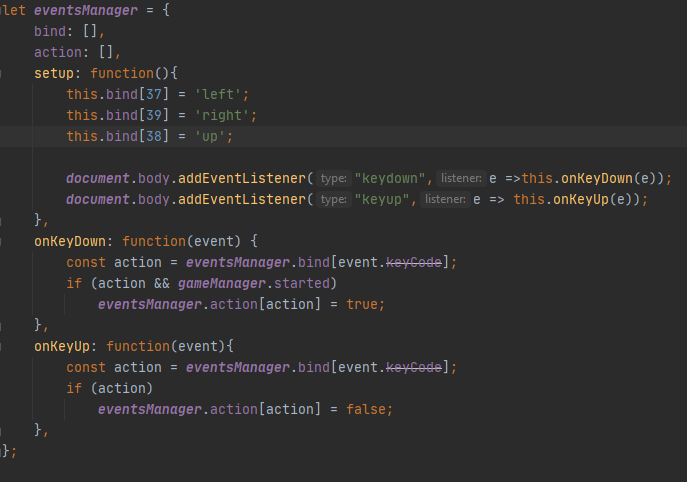 let eventsManager = {
    bind: [],
    action: [],
    setup: function(){
        this.bind[37] = 'left';
        this.bind[39] = 'right';
        this.bind[38] = 'up';
        document.body.addEventListener( type: "keydown", listener: e =>this.onKeyDown(e));
        document.body.addEventListener( type: "keyup", listener: e => this.onKeyUp(e));
    },
    onKeyDown: function(event) {
        const action = eventsManager.bind[event.keyCode];
        if (action && gameManager.started)
            eventsManager.action[action] = true;
    },
    onKeyUp: function(event){
        const action = eventsManager.bind[event.keyCode];
        if (action)
            eventsManager.action[action] = false;
    },
};